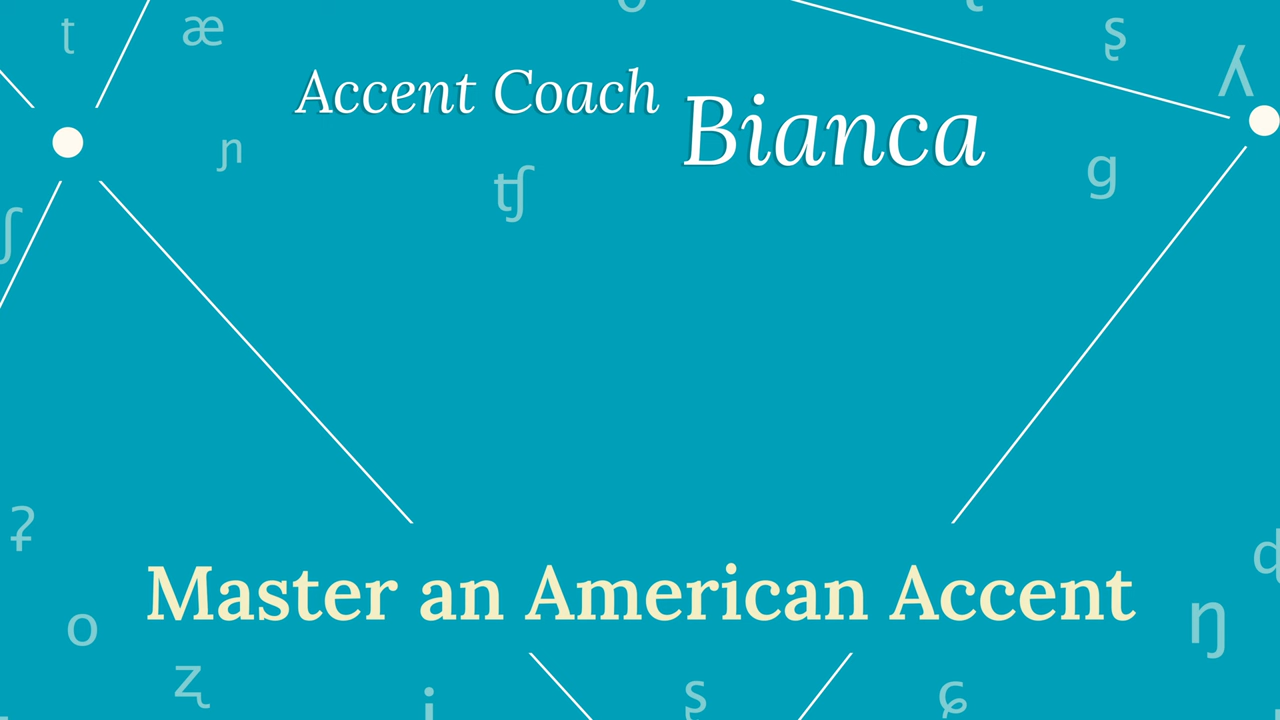 t
æ
ʂ
ʎ
Accent Coach Bianca
ɲ
ʧ
g
ʃ
ʔ
Master an American Accent
o
ŋ
ʐ
i
ʂ
ɕ